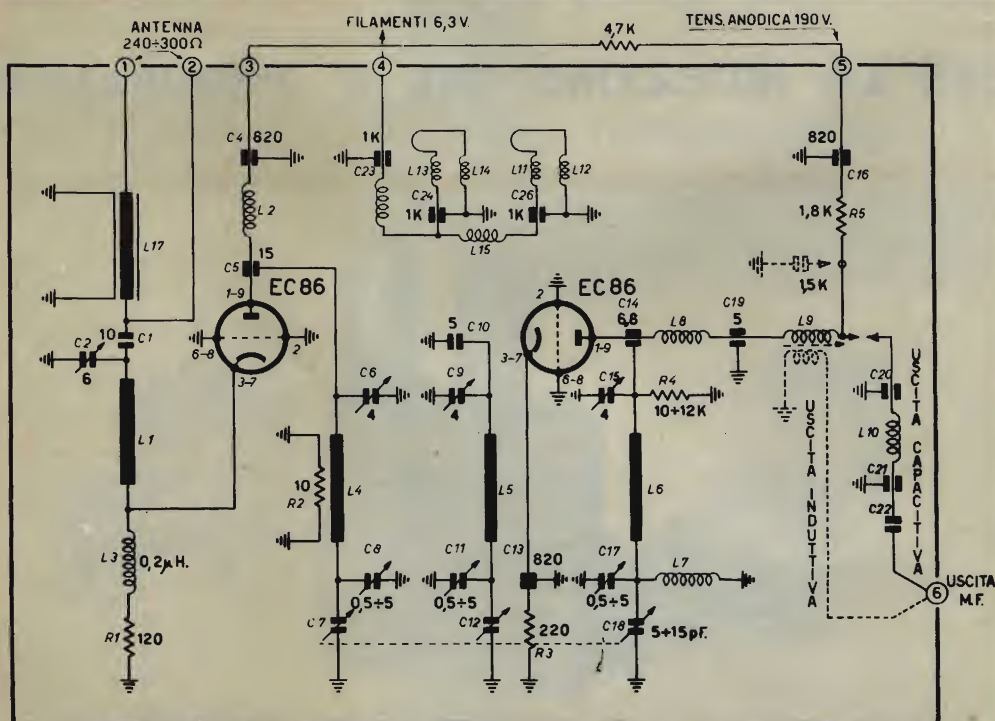 ANTENNA
240÷300Ω
FILAMENTI 6,3 V.
TENS. ANODICA 190 V.
4,7 K
1
2
3
4
5
C4 820
1K
C23
L13
L14
L11
L12
C24
1K
C26
1K
L15
820
C16
1,8K R5
1,5K
L17
L2
C5 15
EC86
1-9
6-8
2
3-7
10 C1
C2
6
L1
L3
0,2µH.
R1 120
5 C10
C6
4
C9
4
10
R2
L4
L5
C8
0,5÷5
C7
C11
0,5÷5
C12
EC86
2
1-9
3-7
6-8
C14
6,8
L8
C19
5
L9
C15
4
R4
10÷12K
L6
C13
820
220
R3
C17
0,5÷5
L7
C18
5÷15pF.
USCITA INDUTTIVA
USCITA CAPACITIVA
C20
L10
C21
C22
6
USCITA
M.F.